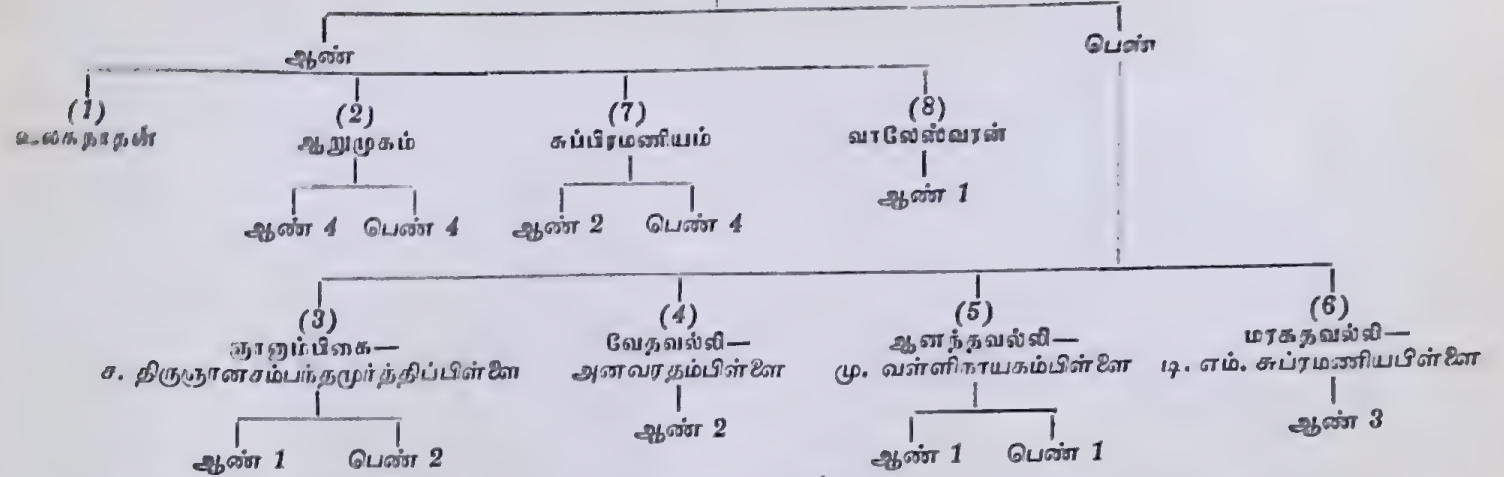 ஆண் பெண்
(1) (2) (7) (8)
உலகநாதன் ஆறுமுகம் சுப்பிரமணியம் வாலேஸ்வரன்
ஆண் 4 பெண் 4 ஆண் 2 பெண் 4 ஆண் 1
(3) (4) (5) (6)
ஞானாம்பிகை— வேதவல்லி— ஆனந்தவல்லி— மரகதவல்லி—
ச. திருஞானசம்பந்தமூர்த்திப்பிள்ளை அனவரதம்பிள்ளை மு. வள்ளிநாயகம்பிள்ளை டி. எம். சுப்ரமணியபிள்ளை
ஆண் 1 பெண் 2 ஆண் 2 ஆண் 1 பெண் 1 ஆண் 3